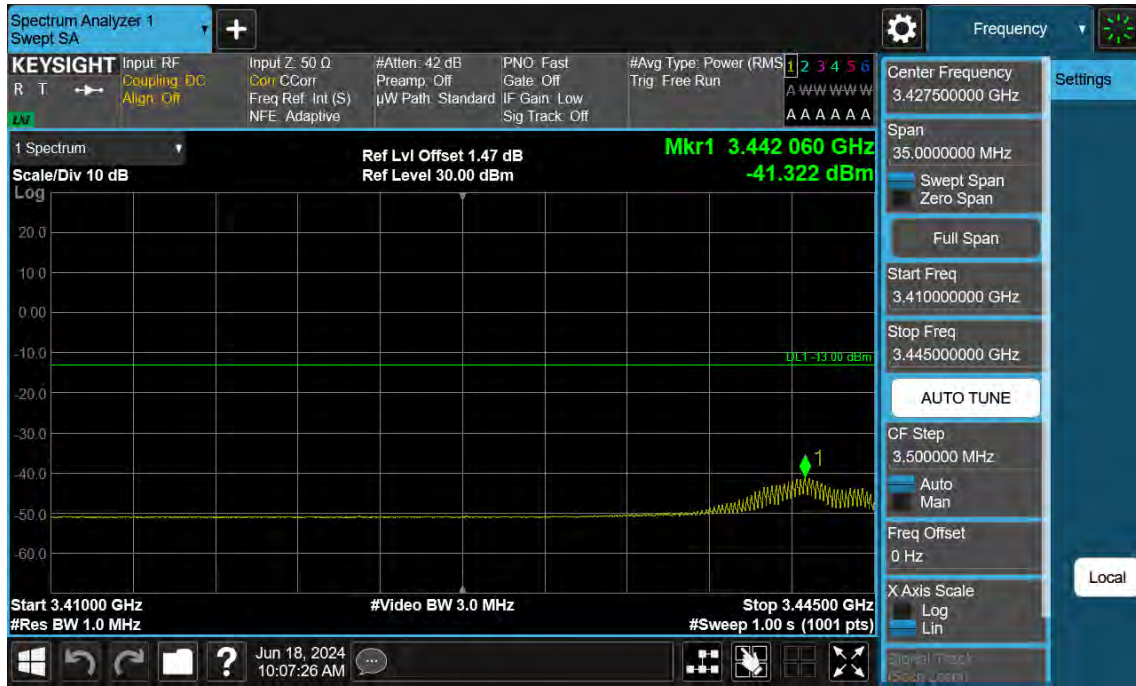 Spectrum Analyzer 1
Swept SA
+
Frequency
KEYSIGHT
R T
Input: RF
Coupling: DC
Align: Off
Input Z: 50 Ω
Corr CCorr
Freq Ref: Int (S)
NFE: Adaptive
#Atten: 42 dB
Preamp: Off
µW Path: Standard
PNO: Fast
Gate: Off
IF Gain: Low
Sig Track: Off
#Avg Type: Power (RMS
Trig: Free Run
1 2 3 4 5 6
A W W W W W
A A A A A A
1 Spectrum
Scale/Div 10 dB
Log
Ref Lvl Offset 1.47 dB
Ref Level 30.00 dBm
Mkr1 3.442 060 GHz
-41.322 dBm
20.0
10.0
0.00
-10.0
-20.0
-30.0
-40.0
-50.0
-60.0
DL1 -13.00 dBm
1
Start 3.41000 GHz
#Res BW 1.0 MHz
#Video BW 3.0 MHz
Stop 3.44500 GHz
#Sweep 1.00 s (1001 pts)
?
Jun 18, 2024
10:07:26 AM
Center Frequency
3.427500000 GHz
Settings
Span
35.0000000 MHz
Swept Span
Zero Span
Full Span
Start Freq
3.410000000 GHz
Stop Freq
3.445000000 GHz
AUTO TUNE
CF Step
3.500000 MHz
Auto
Man
Freq Offset
0 Hz
X Axis Scale
Log
Lin
Local
Signal Track
(Span Zoom)